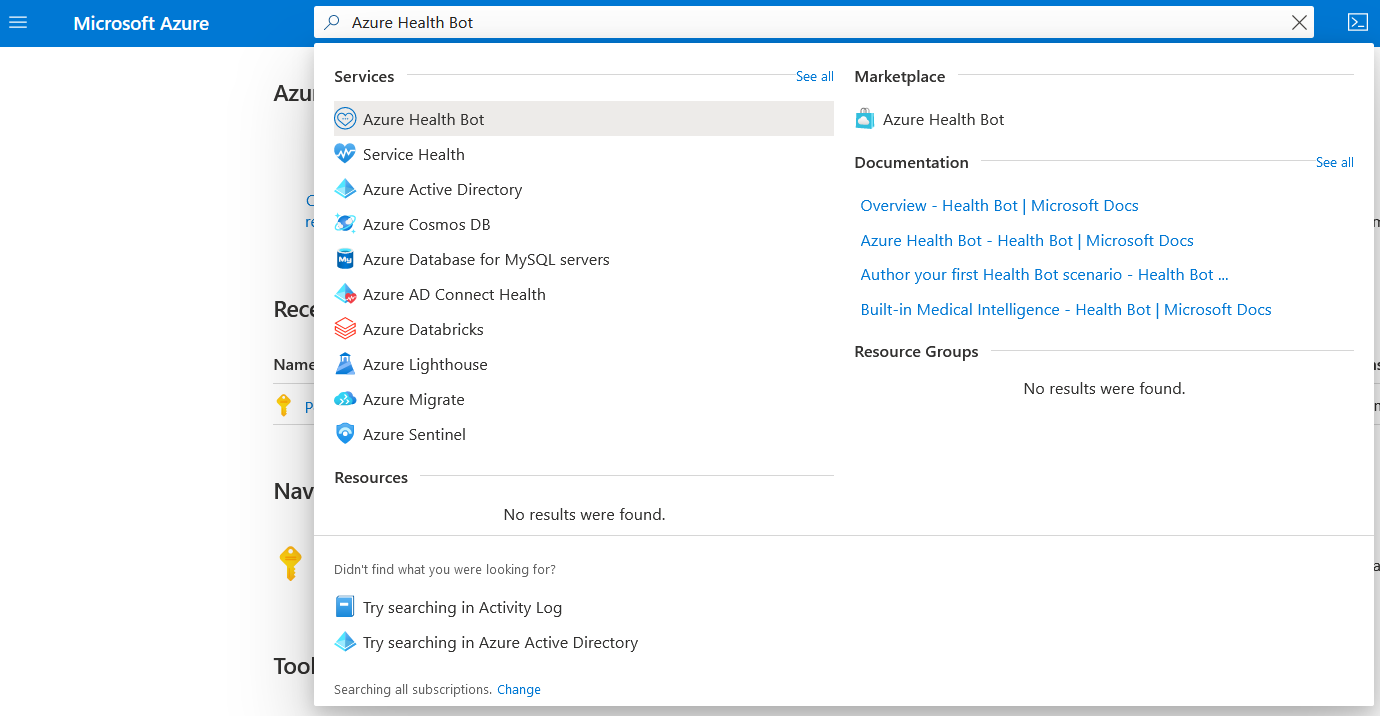 Microsoft Azure
Azure Health Bot
Services
See all
Azure Health Bot
Service Health
Azure Active Directory
Azure Cosmos DB
Azure Database for MySQL servers
Azure AD Connect Health
Azure Databricks
Azure Lighthouse
Azure Migrate
Azure Sentinel
Resources
No results were found.
Marketplace
Azure Health Bot
Documentation
See all
Overview - Health Bot | Microsoft Docs
Azure Health Bot - Health Bot | Microsoft Docs
Author your first Health Bot scenario - Health Bot ...
Built-in Medical Intelligence - Health Bot | Microsoft Docs
Resource Groups
No results were found.
Didn't find what you were looking for?
Try searching in Activity Log
Try searching in Azure Active Directory
Searching all subscriptions. Change
Name